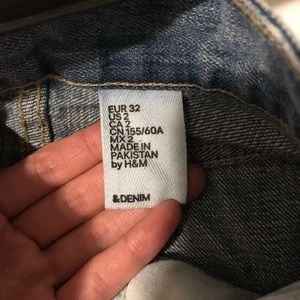 EUR 32
US 2
CA 2
CN 155/60A
MX 2
MADE IN
PAKISTAN
by H&M
&DENIM